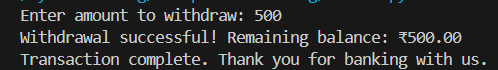 Enter amount to withdraw: 500
Withdrawal successful! Remaining balance: ₹500.00
Transaction complete. Thank you for banking with us.